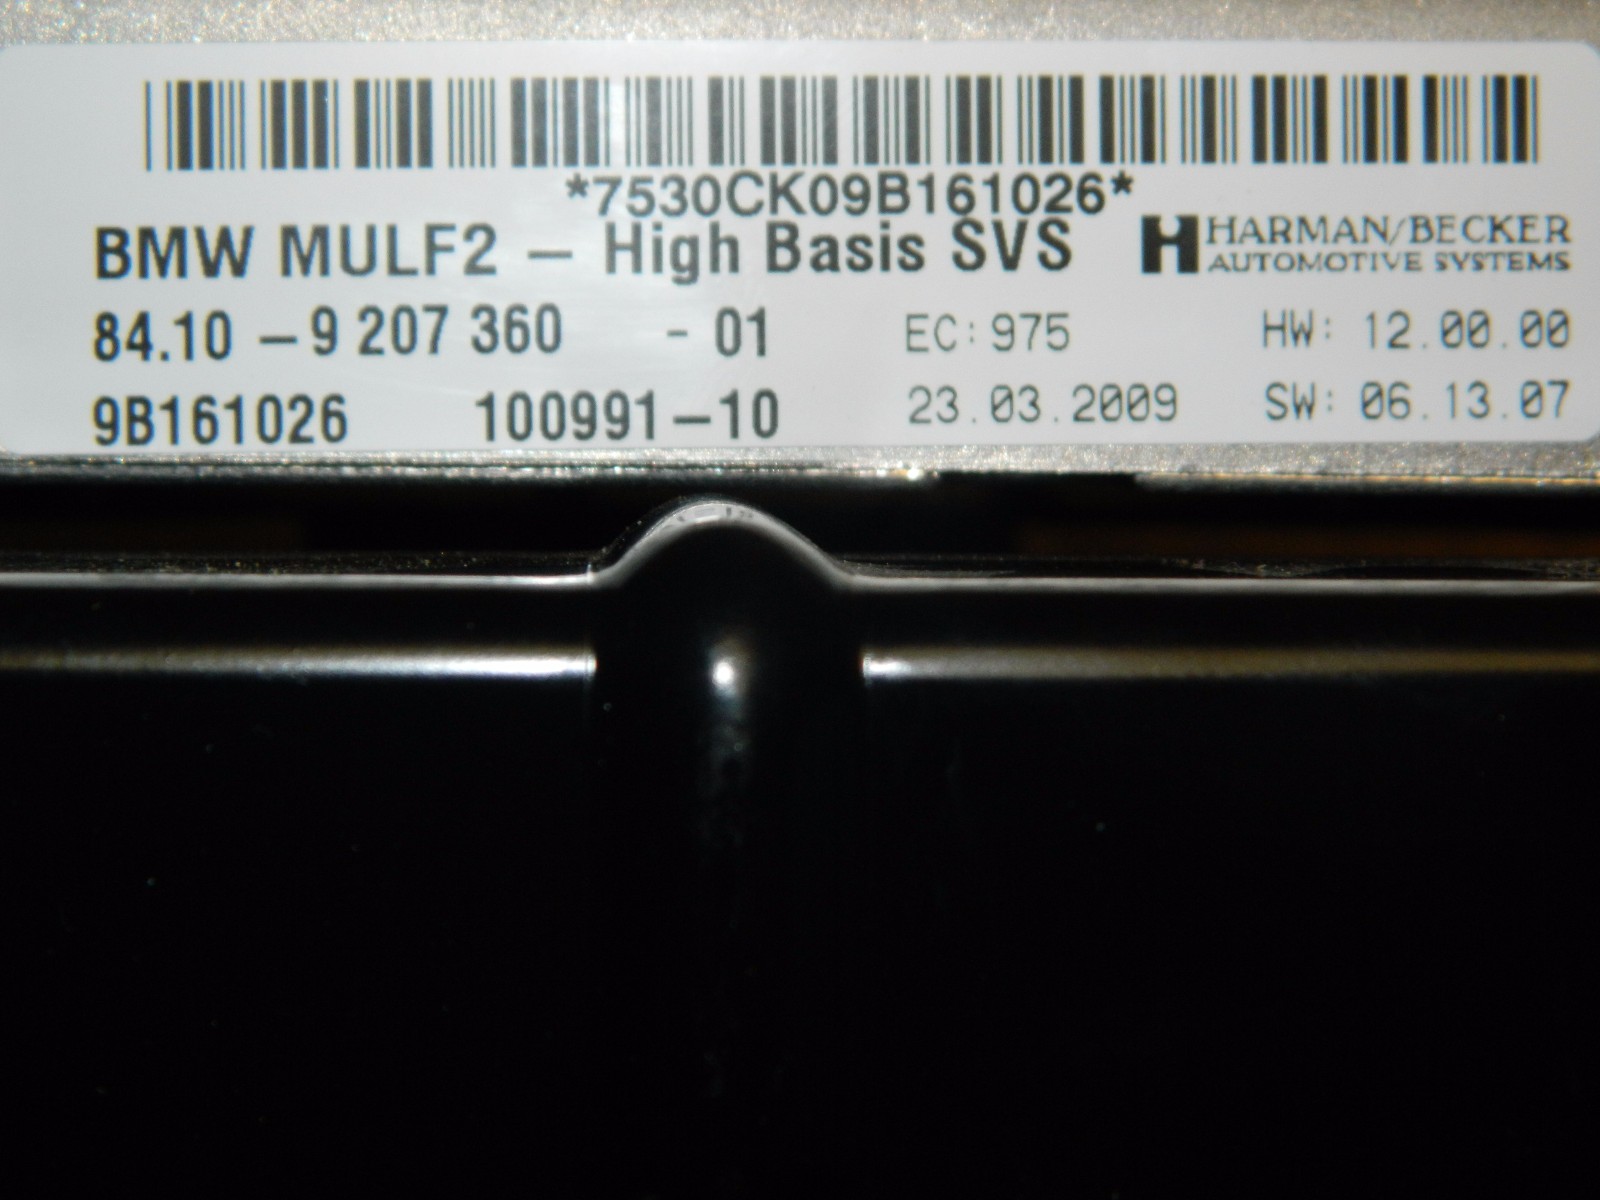 *7530CK09B161026*
BMW MULF2 – High Basis SVS
HARMAN/BECKER
AUTOMOTIVE SYSTEMS
84.10 – 9 207 360 - 01 EC: 975 HW: 12.00.00
9B161026 100991–10 23.03.2009 SW: 06.13.07